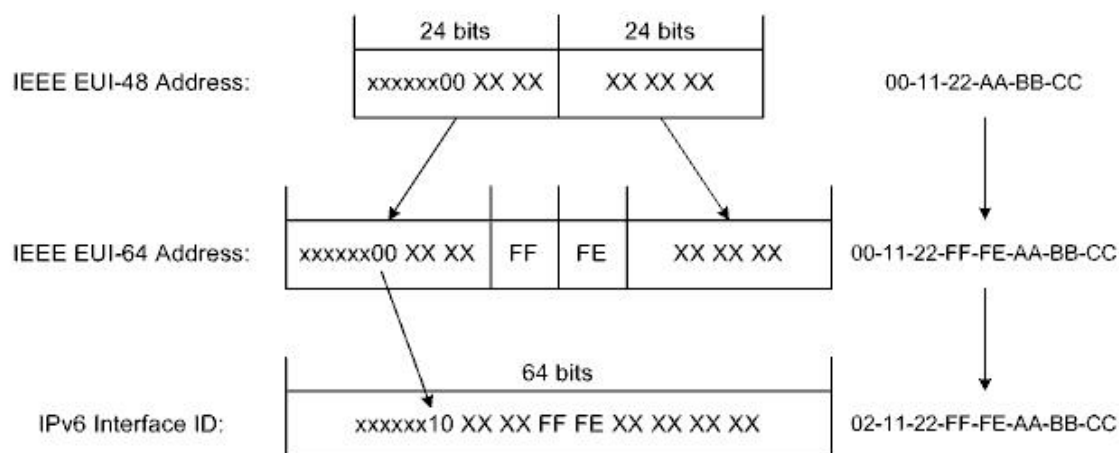 24 bits 24 bits
IEEE EUI-48 Address: xxxxxx00 XX XX XX XX XX 00-11-22-AA-BB-CC
IEEE EUI-64 Address: xxxxxx00 XX XX FF FE XX XX XX 00-11-22-FF-FE-AA-BB-CC
64 bits
IPv6 Interface ID: xxxxxx10 XX XX FF FE XX XX XX XX 02-11-22-FF-FE-AA-BB-CC